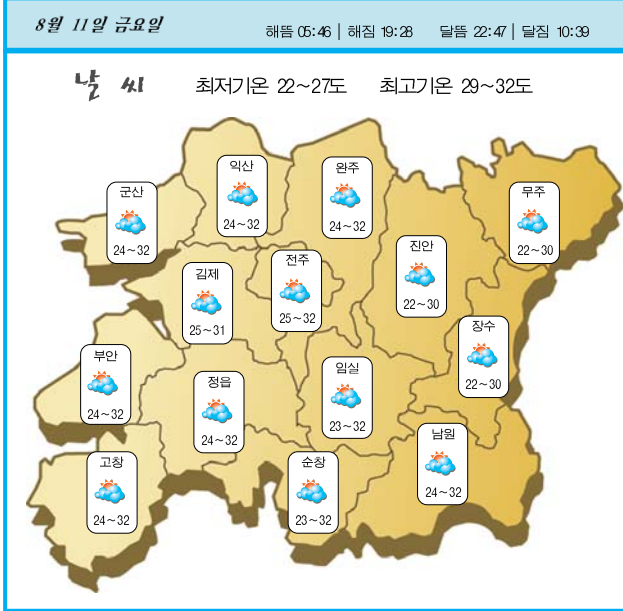 8월 11일 금요일
해뜸 05:46 | 해짐 19:28 달뜸 22:47 | 달짐 10:39
날 씨 최저기온 22~27도 최고기온 29~32도
익산
24~32
완주
24~32
군산
24~32
무주
22~30
진안
22~30
전주
25~32
김제
25~31
장수
22~30
부안
24~32
임실
23~32
정읍
24~32
남원
24~32
고창
24~32
순창
23~32